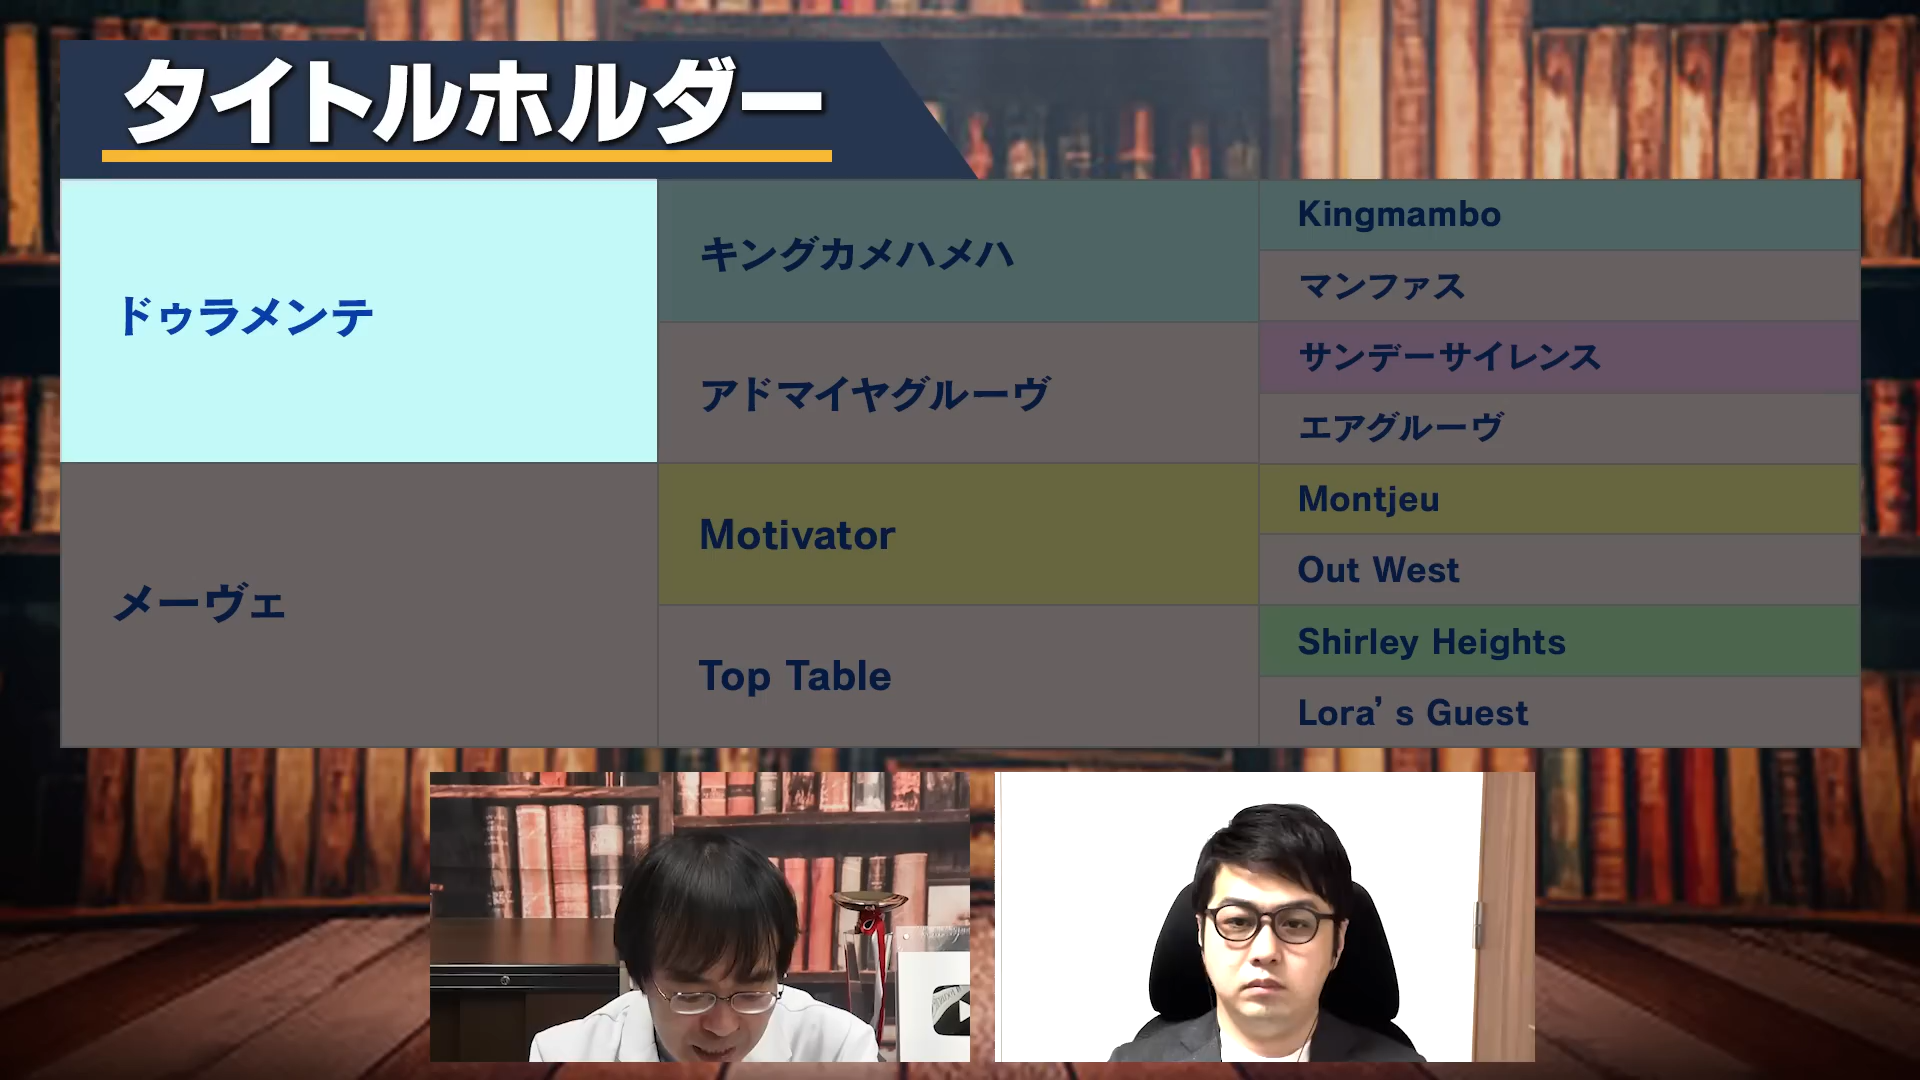 タイトルホルダー
ドゥラメンテ
キングカメハメハ
Kingmambo
マンファス
アドマイヤグルーヴ
サンデーサイレンス
エアグルーヴ
メーヴェ
Motivator
Montjeu
Out West
Top Table
Shirley Heights
Lora’s Guest